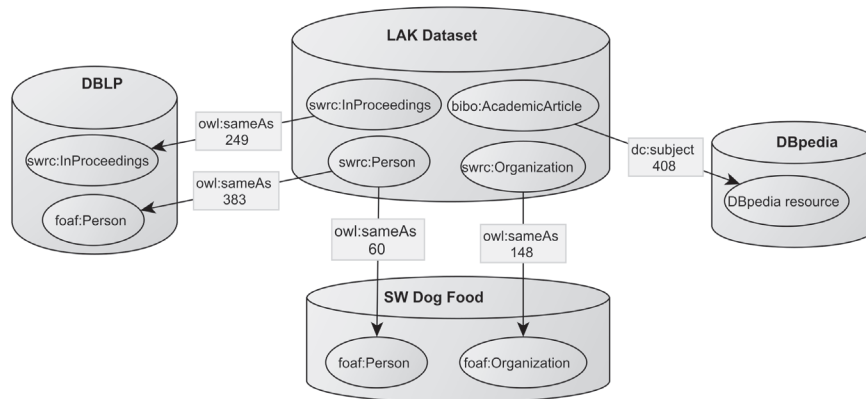 LAK Dataset
DBLP
swrc:InProceedings
bibo:AcademicArticle
owl:sameAs
249
swrc:InProceedings
swrc:Person
swrc:Organization
dc:subject
408
DBpedia
owl:sameAs
383
foaf:Person
DBpedia resource
owl:sameAs
60
owl:sameAs
148
SW Dog Food
foaf:Person
foaf:Organization